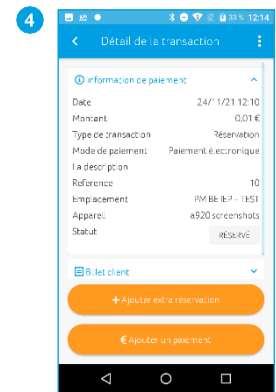 4
33 % 12:14
Détail de la transaction
Information de paiement
Date 24/11/21 12:10
Montant 0,01 €
Type de transaction Réservation
Mode de paiement Paiement électronique
La description
Reference 10
Emplacement PM BE IEP - TEST
Appareil a920 screenshots
Statut RÉSERVÉ
Bullet client
+ Ajouter extra réservation
€ Ajouter un paiement